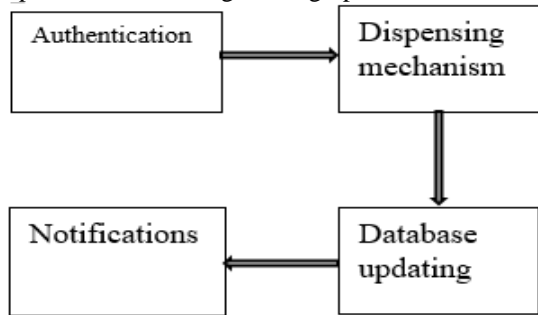 Authentication
Dispensing
mechanism
Notifications
Database
updating